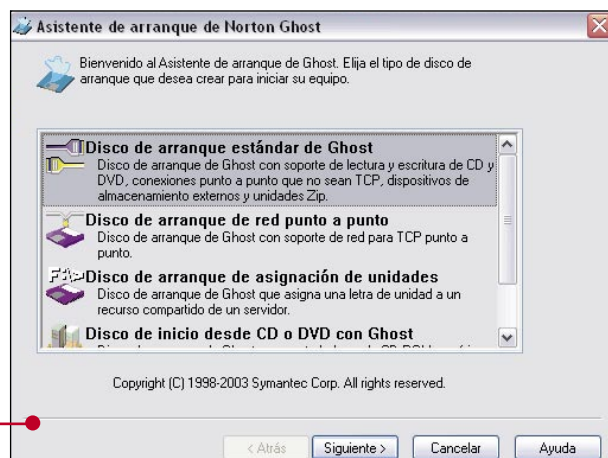 Asistente de arranque de Norton Ghost
Bienvenido al Asistente de arranque de Ghost. Elija el tipo de disco de
arranque que desea crear para iniciar su equipo.
Disco de arranque estándar de Ghost
Disco de arranque de Ghost con soporte de lectura y escritura de CD y
DVD, conexiones punto a punto que no sean TCP, dispositivos de
almacenamiento externos y unidades Zip.
Disco de arranque de red punto a punto
Disco de arranque de Ghost con soporte de red para TCP punto a
punto.
Disco de arranque de asignación de unidades
Disco de arranque de Ghost que asigna una letra de unidad a un
recurso compartido de un servidor.
Disco de inicio desde CD o DVD con Ghost
Copyright (C) 1998-2003 Symantec Corp. All rights reserved.
< Atrás Siguiente > Cancelar Ayuda